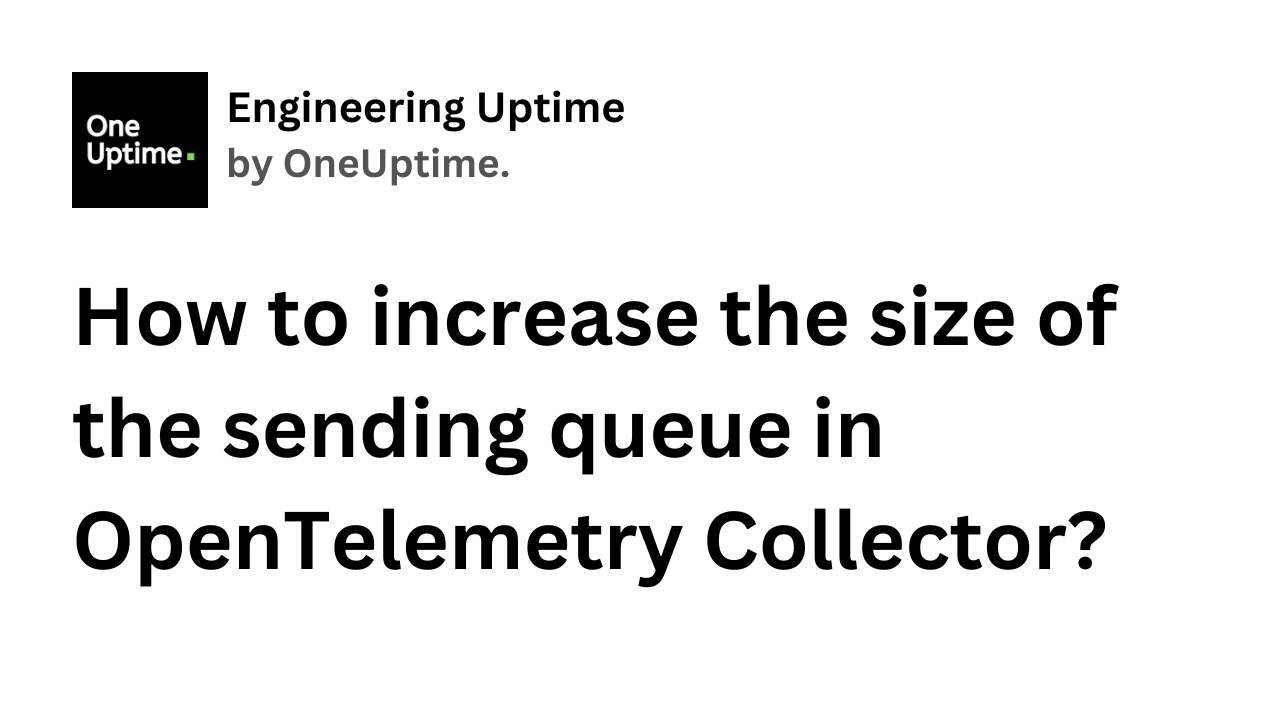 One
Uptime.
Engineering Uptime
by OneUptime.
How to increase the size of
the sending queue in
OpenTelemetry Collector?